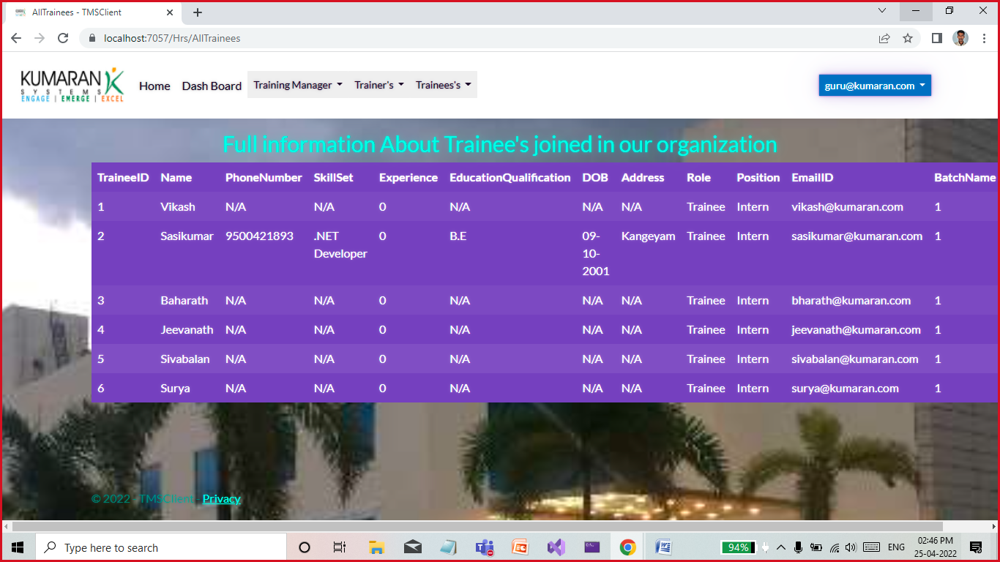 AllTrainees - TMSClient
localhost:7057/Hrs/AllTrainees
KUMARAN
SYSTEMS
ENGAGE | EMERGE | EXCEL
Home Dash Board Training Manager Trainer's Trainees's guru@kumaran.com
Full information About Trainee's joined in our organization
TraineeID Name PhoneNumber SkillSet Experience EducationQualification DOB Address Role Position EmailID BatchName
1 Vikash N/A N/A 0 N/A N/A N/A Trainee Intern vikash@kumaran.com 1
2 Sasikumar 9500421893 .NET 0 B.E 09- Kangeyam Trainee Intern sasikumar@kumaran.com 1
Developer 10-
2001
3 Baharath N/A N/A 0 N/A N/A N/A Trainee Intern bharath@kumaran.com 1
4 Jeevanath N/A N/A 0 N/A N/A N/A Trainee Intern jeevanath@kumaran.com 1
5 Sivabalan N/A N/A 0 N/A N/A N/A Trainee Intern sivabalan@kumaran.com 1
6 Surya N/A N/A 0 N/A N/A N/A Trainee Intern surya@kumaran.com 1
© 2022 - TMSClient - Privacy
Type here to search 94% ENG 02:46 PM
25-04-2022